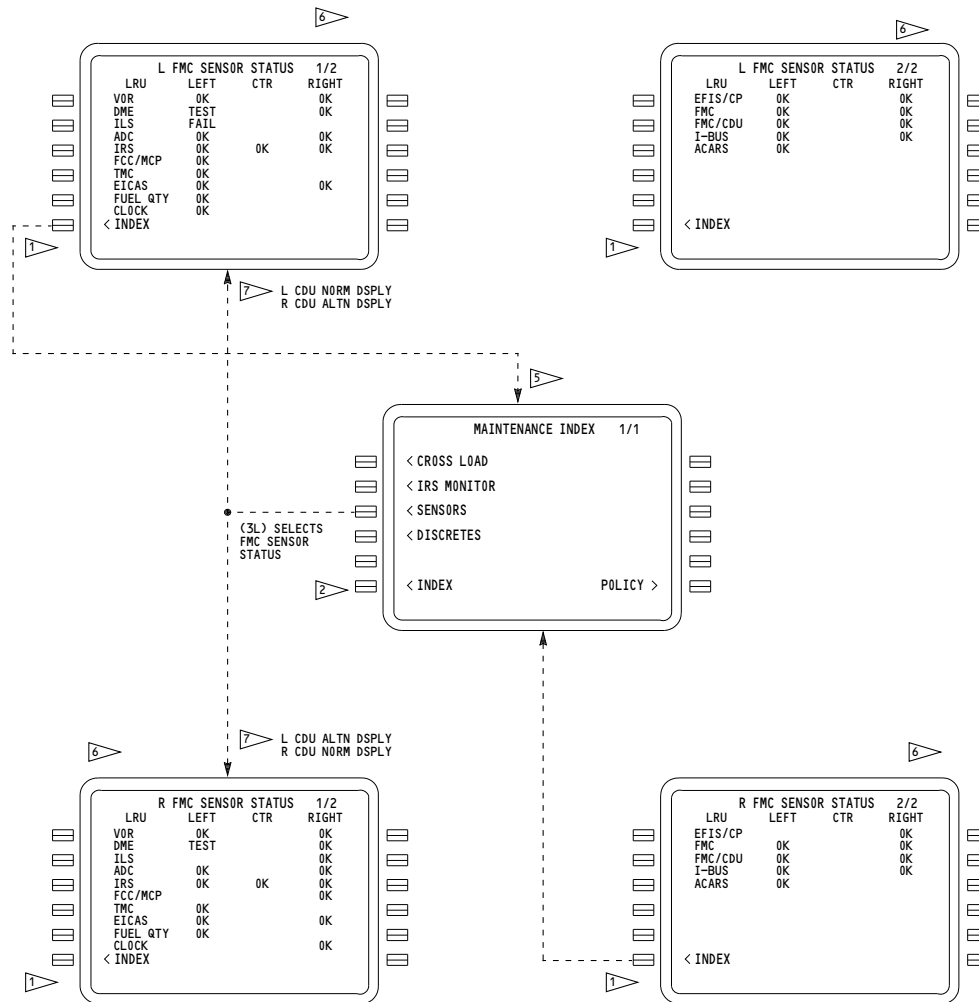 6
L FMC SENSOR STATUS 1/2
LRU LEFT CTR RIGHT
VOR OK OK
DME TEST OK
ILS FAIL
ADC OK OK
IRS OK OK OK
FCC/MCP OK
TMC OK
EICAS OK OK
FUEL QTY OK
CLOCK OK
< INDEX
1
6
L FMC SENSOR STATUS 2/2
LRU LEFT CTR RIGHT
EFIS/CP OK OK
FMC OK OK
FMC/CDU OK OK
I-BUS OK OK
ACARS OK
< INDEX
1
7 L CDU NORM DSPLY
R CDU ALTN DSPLY
5
MAINTENANCE INDEX 1/1
< CROSS LOAD
< IRS MONITOR
< SENSORS
< DISCRETES
< INDEX POLICY >
(3L) SELECTS
FMC SENSOR
STATUS
2
7 L CDU ALTN DSPLY
R CDU NORM DSPLY
6
R FMC SENSOR STATUS 1/2
LRU LEFT CTR RIGHT
VOR OK OK
DME TEST OK
ILS OK
ADC OK OK
IRS OK OK OK
FCC/MCP OK
TMC OK
EICAS OK OK
FUEL QTY OK
CLOCK OK
< INDEX
1
6
R FMC SENSOR STATUS 2/2
LRU LEFT CTR RIGHT
EFIS/CP OK
FMC OK OK
FMC/CDU OK OK
I-BUS OK OK
ACARS OK
< INDEX
1